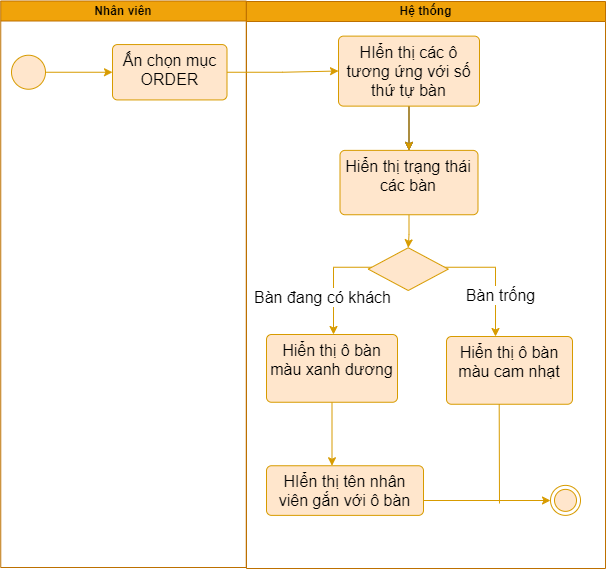 Nhân viên
Hệ thống
Ấn chọn mục
ORDER
HIển thị các ô
tương ứng với số
thứ tự bàn
Hiển thị trạng thái
các bàn
Bàn đang có khách
Bàn trống
Hiển thị ô bàn
màu xanh dương
Hiển thị ô bàn
màu cam nhạt
HIển thị tên nhân
viên gắn với ô bàn